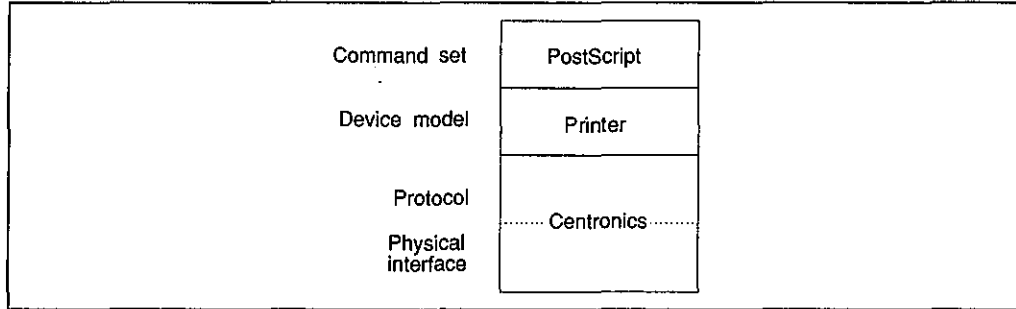 Command set PostScript
Device model Printer
Protocol
Centronics
Physical
interface